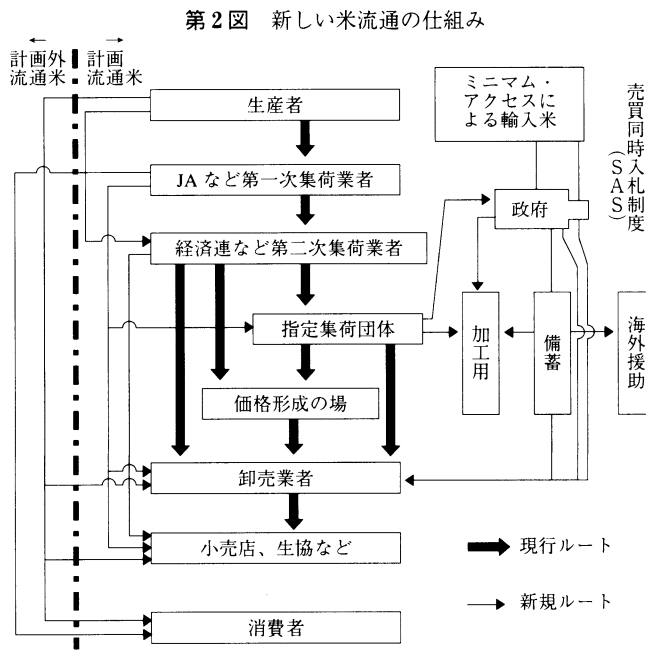 第2図　新しい米流通の仕組み
←
計画外
流通米
→
計画
流通米
生産者
ミニマム・
アクセスに
よる輸入米
売買同時入札制度
(SAS)
JAなど第一次集荷業者
政府
経済連など第二次集荷業者
指定集荷団体
加工用
備蓄
海外援助
価格形成の場
卸売業者
小売店、生協など
現行ルート
新規ルート
消費者